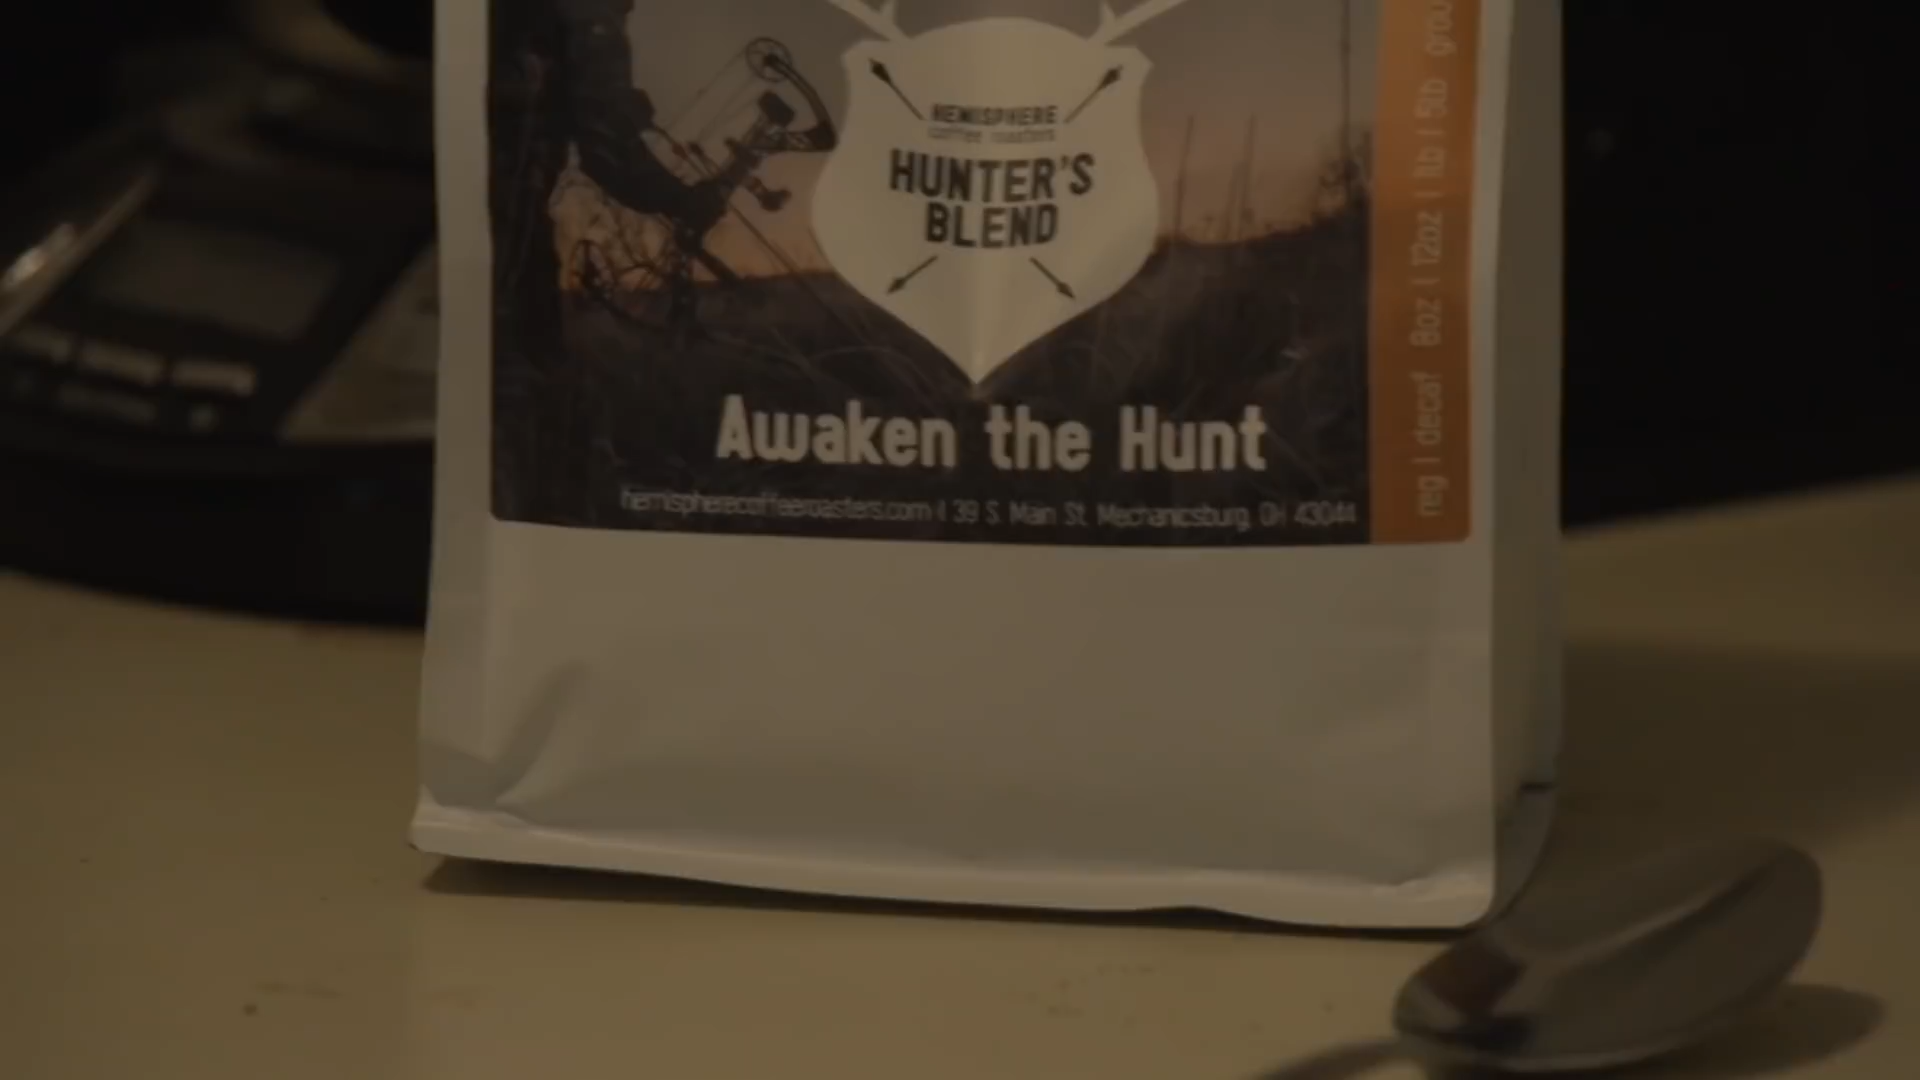 HEMISPHERE
coffee roasters
HUNTER'S
BLEND
Awaken the Hunt
hemispherecoffeeroasters.com | 39 S. Main St. Mechanicsburg, OH 43044
reg | decaf 8oz | 12oz | 1lb | 5lb